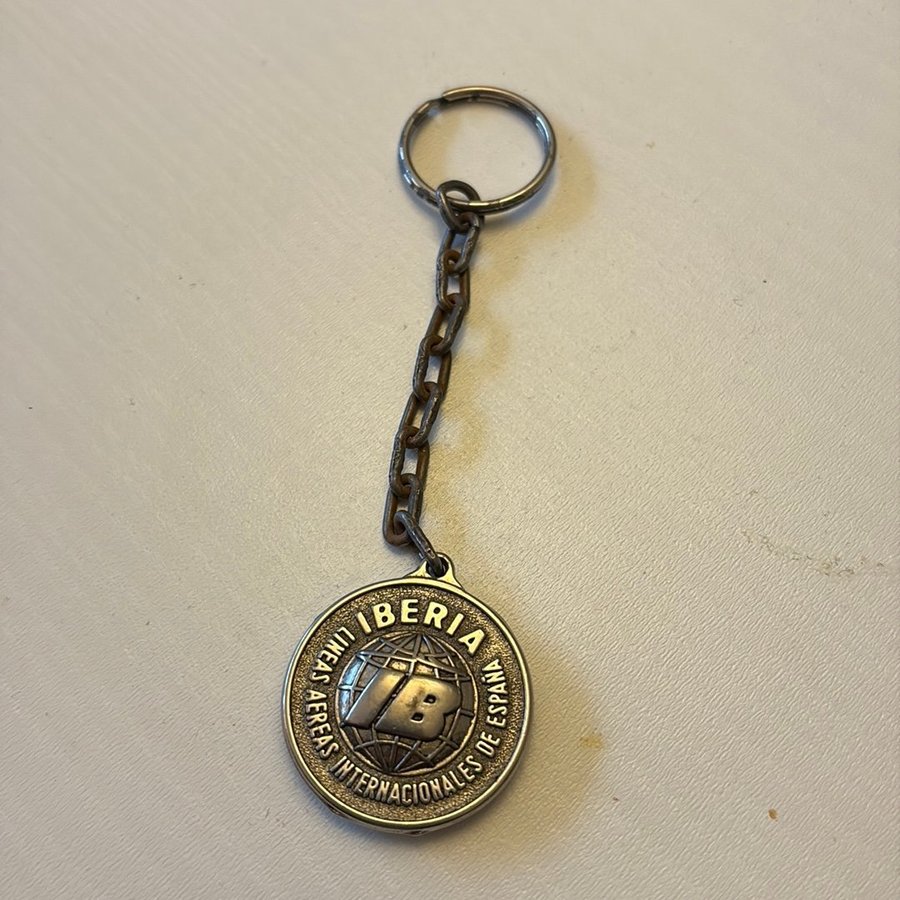 IBERIA
LINEAS AEREAS INTERNACIONALES DE ESPAÑA
IB